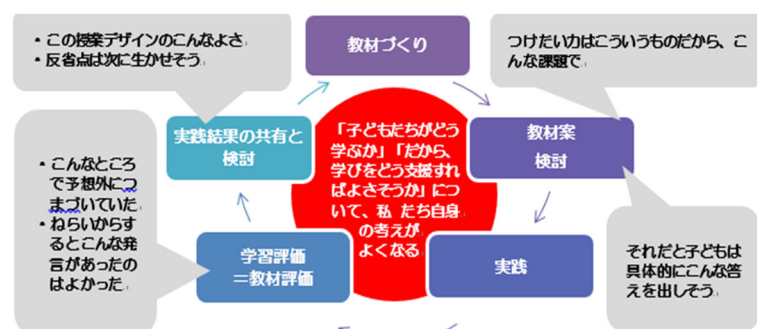 ・この授業デザインのこんなよさ
・反省点は次に生かせそう
教材づくり
つけたい力はこういうものだから、こ
んな課題で
実践結果の共有と
検討
「子どもたちがどう
学ぶか」「だから、
学びをどう支援すれ
ばよさそうか」につ
いて、私 たち自身
の考えが
よくなる
教材案
検討
・こんなところ
で予想外につ
まづいていた
・ねらいからす
るとこんな発
言があったの
はよかった
学習評価
＝教材評価
実践
それだと子どもは
具体的にこんな答
えを出しそう